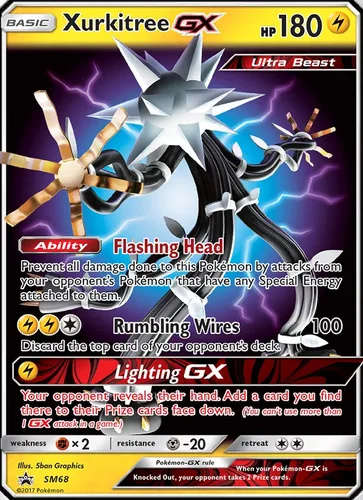 BASIC Xurkitree GX HP 180
Ultra Beast
Ability Flashing Head
Prevent all damage done to this Pokémon by attacks from
your opponent's Pokémon that have any Special Energy
attached to them.
Rumbling Wires 100
Discard the top card of your opponent's deck.
Lighting GX
Your opponent reveals their hand. Add a card you find
there to their Prize cards face down. (You can't use more than
1 GX attack in a game.)
weakness ×2 resistance -20 retreat
Illus. 5ban Graphics
Pokémon-GX rule
When your Pokémon-GX is
Knocked Out, your opponent takes 2 Prize cards.
PROMO SM68
©2017 Pokémon